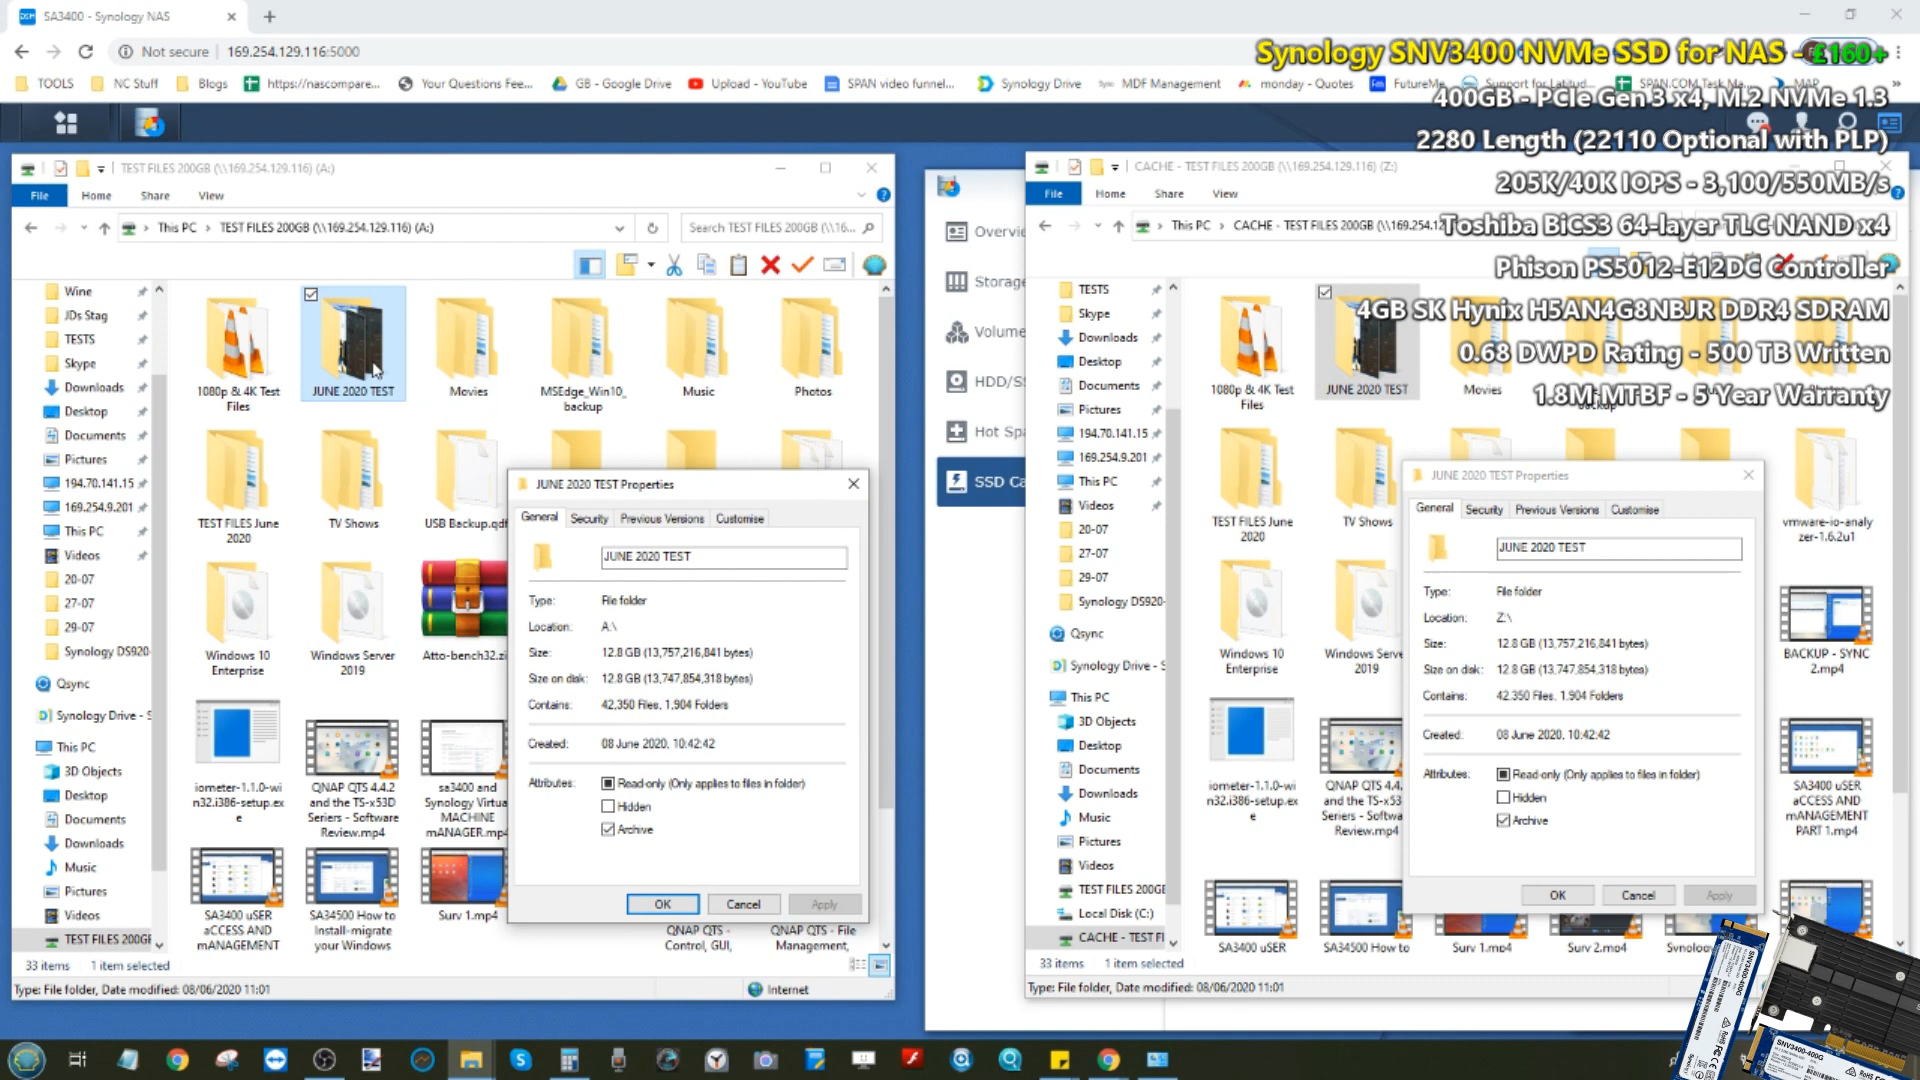 SA3400 - Synology NAS
Not secure
169.254.129.116:5000
Synology SNV3400 NVMe SSD for NAS - £160+
TOOLS
NC Stuff
Blogs
https://nascompare...
Your Questions Fee...
GB - Google Drive
Upload - YouTube
SPAN video funnel...
Synology Drive
MDF Management
monday - Quotes
FutureMe
Support for Latitud...
SPAN.COM Task Ma...
MAP
400GB - PCIe Gen 3 x4, M.2 NVMe 1.3
2280 Length (22110 Optional with PLP)
205K/40K IOPS - 3,100/550MB/s
Toshiba BiCS3 64-layer TLC NAND x4
Phison PS5012-E12DC Controller
4GB SK Hynix H5AN4G8NBJR DDR4 SDRAM
0.68 DWPD Rating - 500 TB Written
1.8M MTBF - 5 Year Warranty
TEST FILES 200GB (\\169.254.129.116) (A:)
File
Home
Share
View
This PC
TEST FILES 200GB (\\169.254.129.116) (A:)
Search TEST FILES 200GB (\\16...
Wine
JDs Stag
TESTS
Skype
Downloads
Desktop
Documents
Pictures
194.70.141.15
169.254.9.201
This PC
Videos
20-07
27-07
29-07
Synology DS920-
Qsync
Synology Drive - S
This PC
3D Objects
Desktop
Documents
Downloads
Music
Pictures
Videos
TEST FILES 200GE
1080p & 4K Test
Files
JUNE 2020 TEST
Movies
MSEdge_Win10_
backup
Music
Photos
TEST FILES June
2020
TV Shows
USB Backup.qdf
Windows 10
Enterprise
Windows Server
2019
Atto-bench32.zi
iometer-1.1.0-wi
n32.i386-setup.ex
e
QNAP QTS 4.4.2
and the TS-x53D
Seriers - Software
Review.mp4
sa3400 and
Synology Virtua
MACHINE
mANAGER.mp4
SA3400 uSER
aCCESS AND
mANAGEMENT
SA34500 How to
Install-migrate
your Windows
Surv 1.mp4
QNAP QTS -
Control, GUI,
QNAP QTS - File
Management,
33 items
1 item selected
Type: File folder, Date modified: 08/06/2020 11:01
Internet
JUNE 2020 TEST Properties
General
Security
Previous Versions
Customise
JUNE 2020 TEST
Type:
File folder
Location:
A:\
Size:
12.8 GB (13,757,216,841 bytes)
Size on disk:
12.8 GB (13,747,854,318 bytes)
Contains:
42,350 Files, 1,904 Folders
Created:
08 June 2020, 10:42:42
Attributes:
Read-only (Only applies to files in folder)
Hidden
Archive
OK
Cancel
Apply
Overvie
Storage
Volume
HDD/S
Hot Spa
SSD Ca
CACHE - TEST FILES 200GB (\\169.254.129.116) (Z:)
File
Home
Share
View
This PC
CACHE - TEST FILES 200GB (\\169.254.12
TESTS
Skype
Downloads
Desktop
Documents
Pictures
194.70.141.15
169.254.9.201
This PC
Videos
20-07
27-07
29-07
Synology DS920-
Qsync
Synology Drive - S
This PC
3D Objects
Desktop
Documents
Downloads
Music
Pictures
Videos
TEST FILES 200GE
Local Disk (C:)
CACHE - TEST FI
1080p & 4K Test
Files
JUNE 2020 TEST
Movies
backup
TEST FILES June
2020
TV Shows
vmware-io-analy
zer-1.6.2u1
Windows 10
Enterprise
Windows Serve
2019
BACKUP - SYNC
2.mp4
iometer-1.1.0-wi
n32.i386-setup.ex
e
QNAP QTS 4.4.
and the TS-x53
Seriers - Softwa
Review.mp4
SA3400 uSER
aCCESS AND
mANAGEMENT
PART 1.mp4
SA3400 uSER
SA34500 How to
Surv 1.mp4
Surv 2.mp4
Synolo
33 items
1 item selected
Type: File folder, Date modified: 08/06/2020 11:01
JUNE 2020 TEST Properties
General
Security
Previous Versions
Customise
JUNE 2020 TEST
Type:
File folder
Location:
Z:\
Size:
12.8 GB (13,757,216,841 bytes)
Size on disk:
12.8 GB (13,747,854,318 bytes)
Contains:
42,350 Files, 1,904 Folders
Created:
08 June 2020, 10:42:42
Attributes:
Read-only (Only applies to files in folder)
Hidden
Archive
OK
Cancel
Apply
SNV3400-400G
SNV3400-400G
Synology